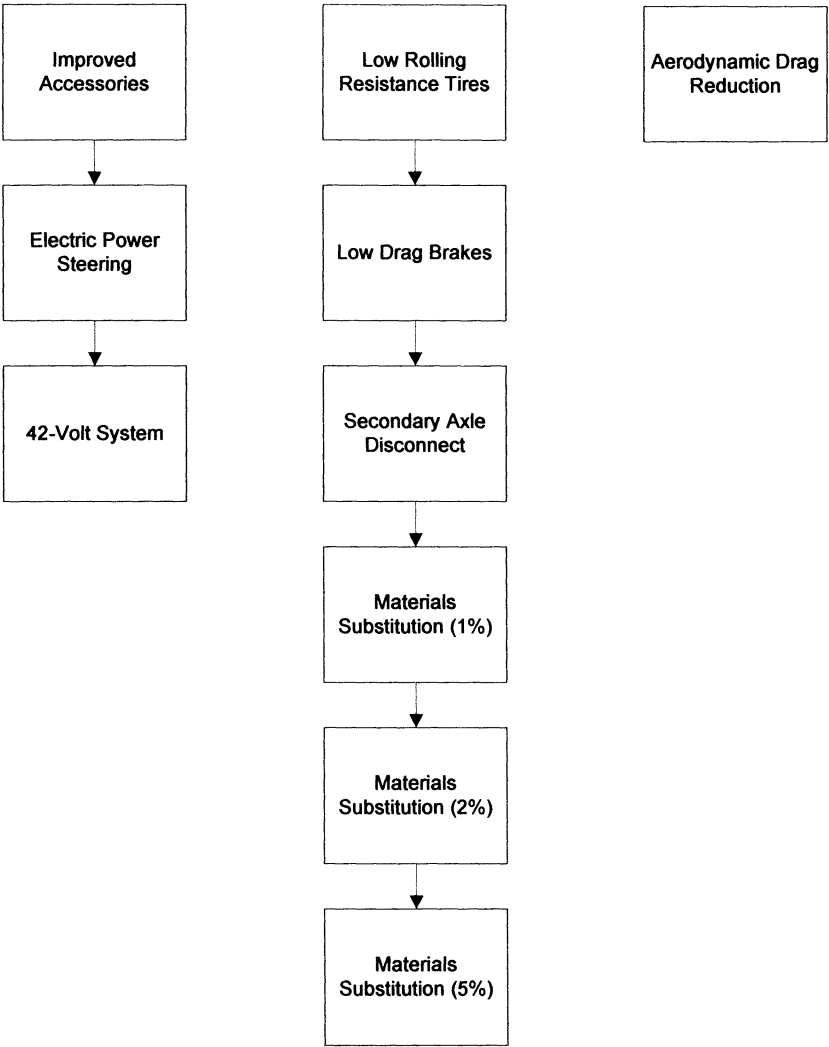 Improved
Accessories
Electric Power
Steering
42-Volt System
Low Rolling
Resistance Tires
Low Drag Brakes
Secondary Axle
Disconnect
Materials
Substitution (1%)
Materials
Substitution (2%)
Materials
Substitution (5%)
Aerodynamic Drag
Reduction